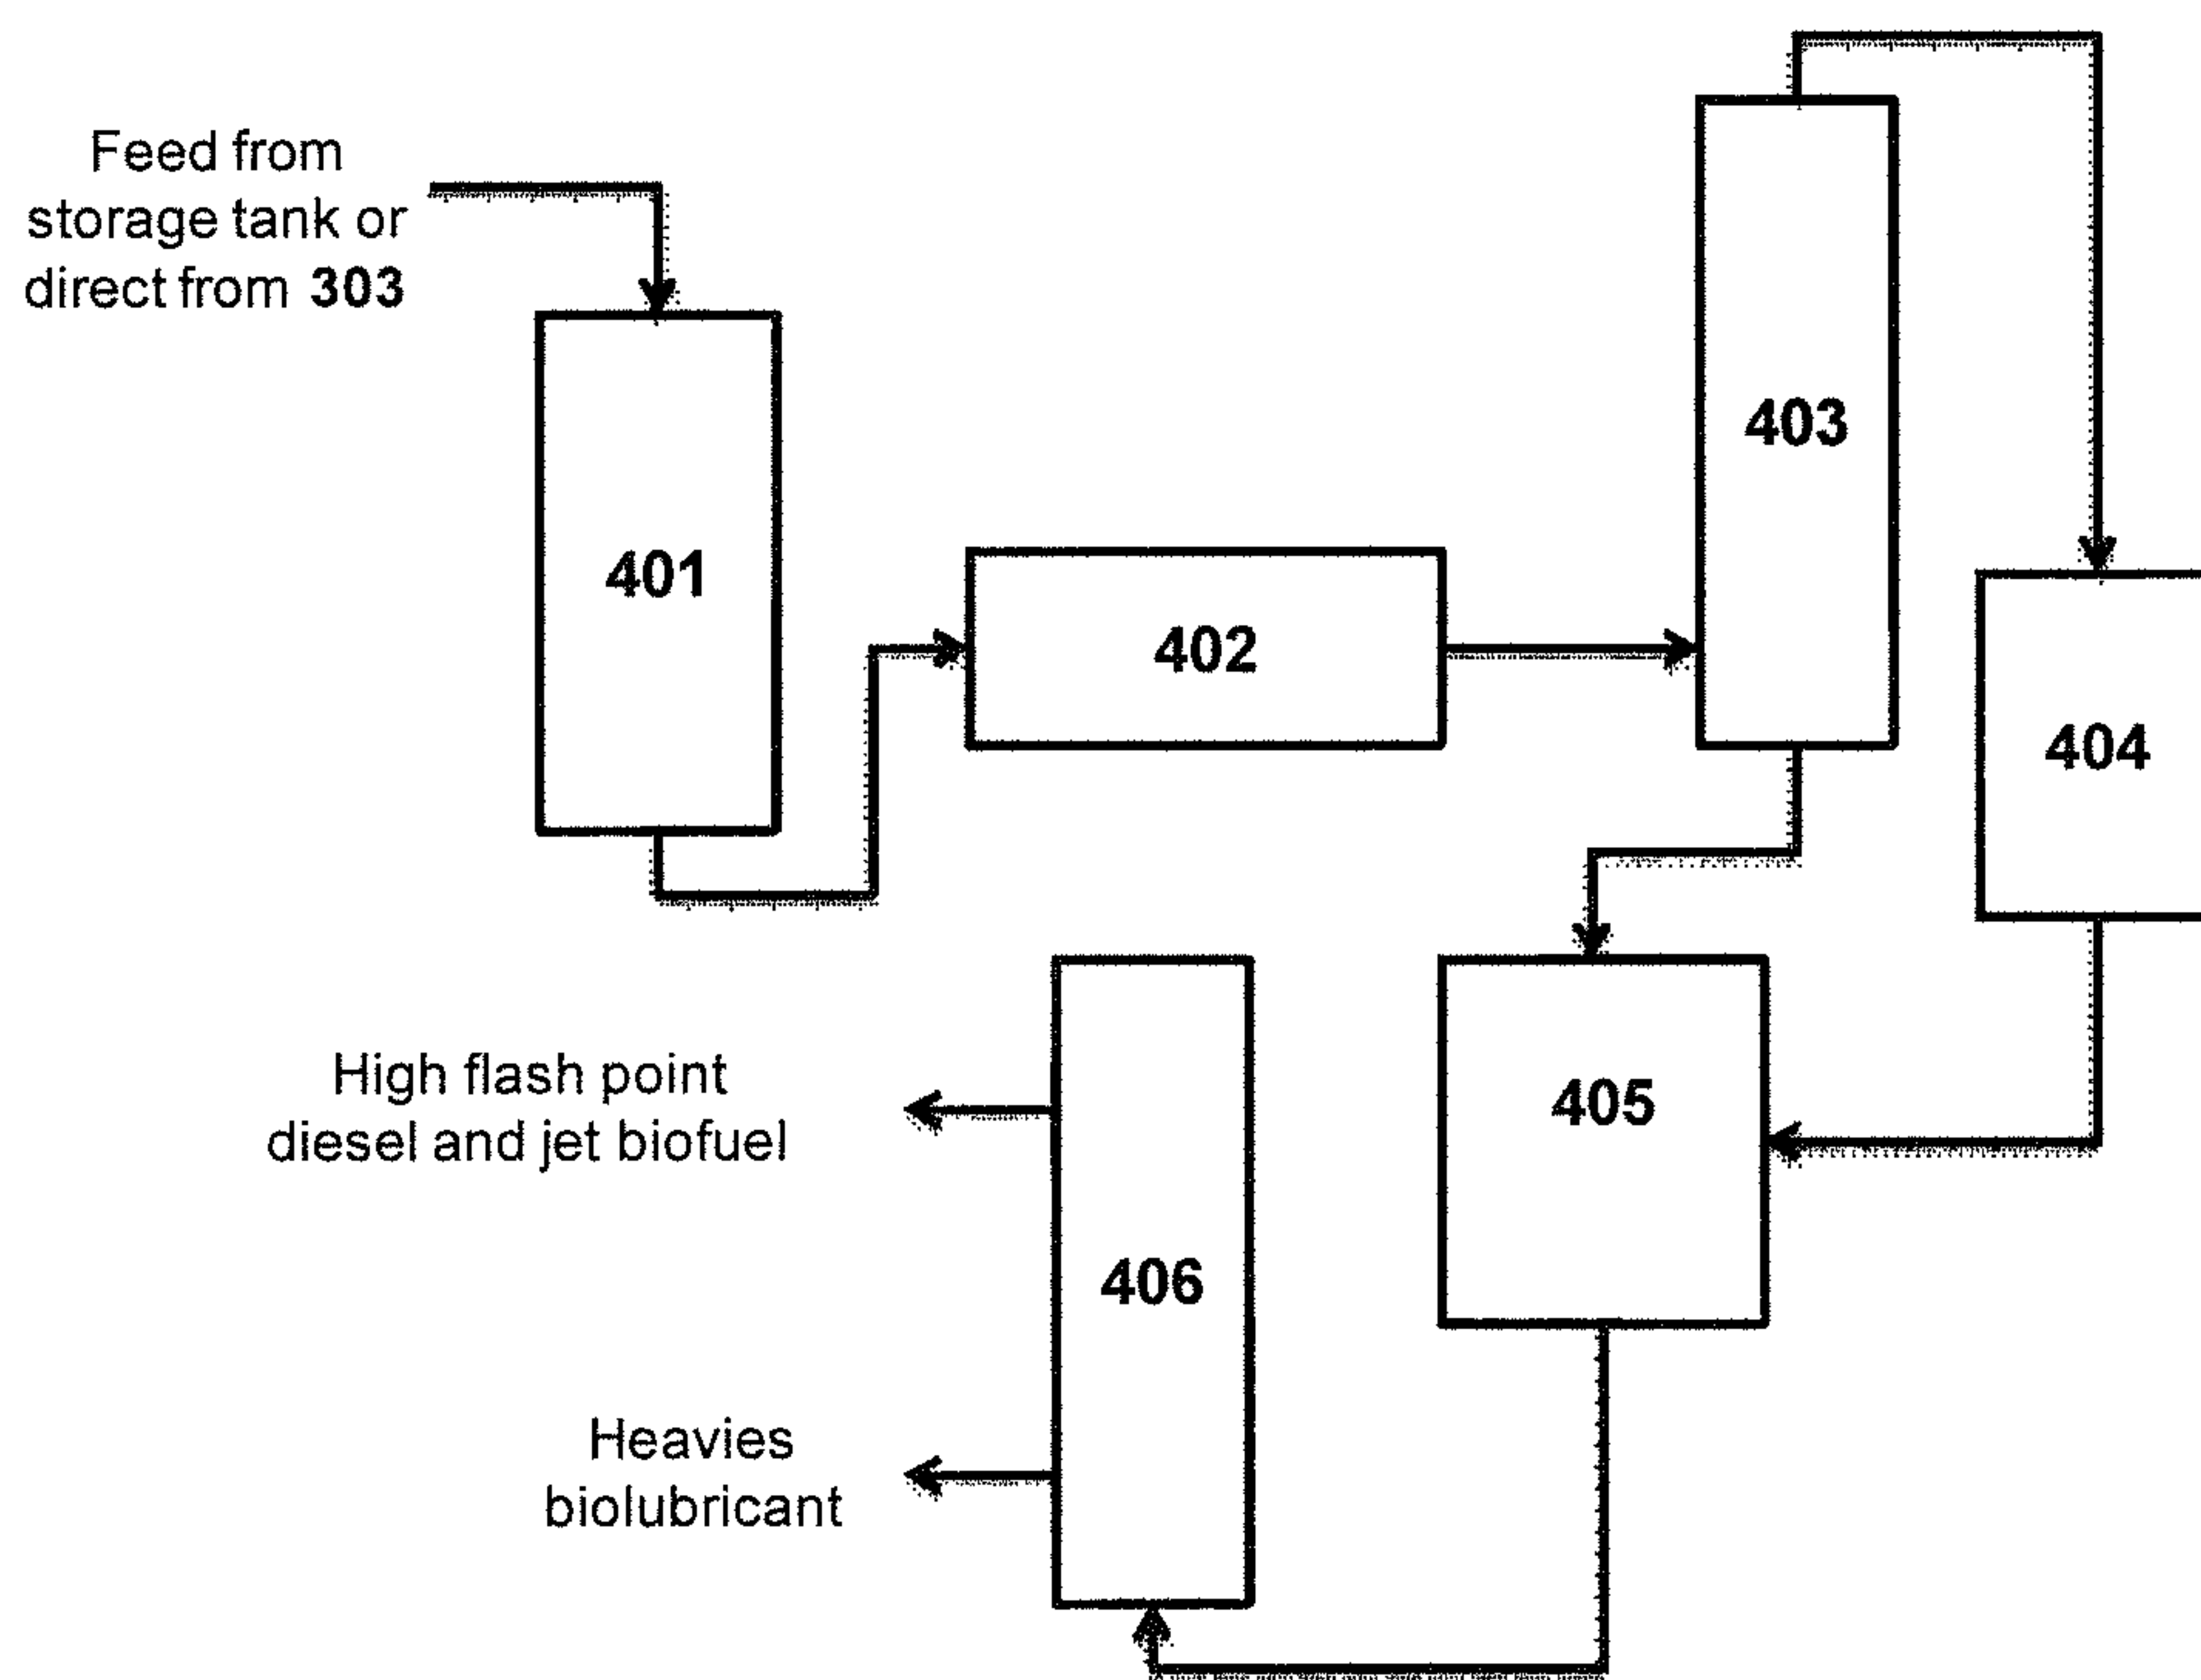 Feed from
storage tank or
direct from 303
401
402
403
404
405
406
High flash point
diesel and jet biofuel
Heavies
biolubricant